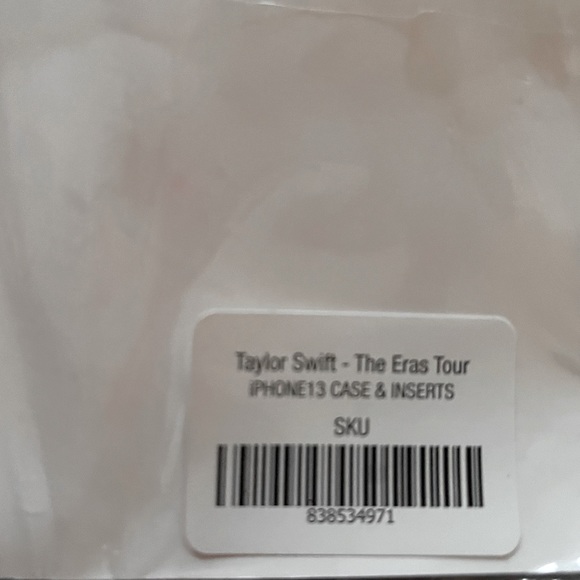 Taylor Swift - The Eras Tour
iPHONE13 CASE & INSERTS
SKU
838534971